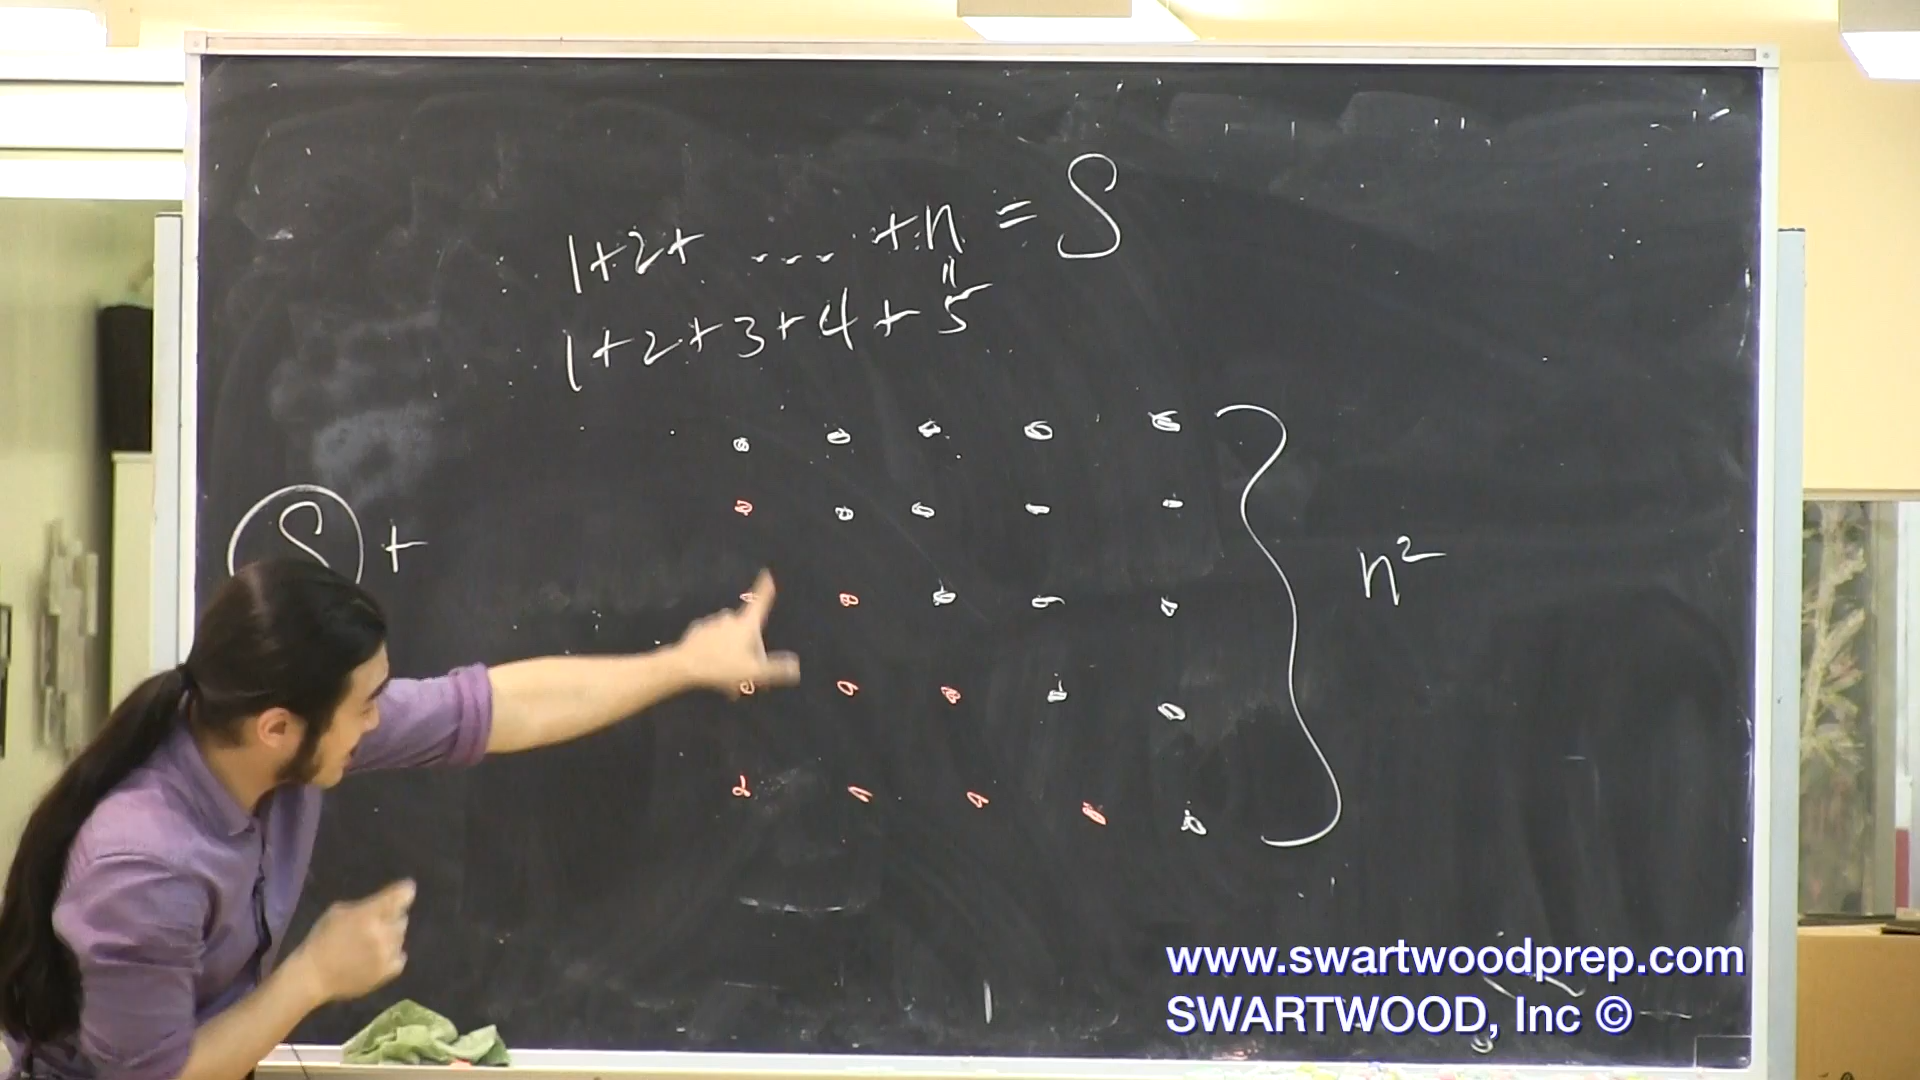 1+2+ ... +n = S
"
1+2+3+4+5
S +
n²
www.swartwoodprep.com
SWARTWOOD, Inc ©